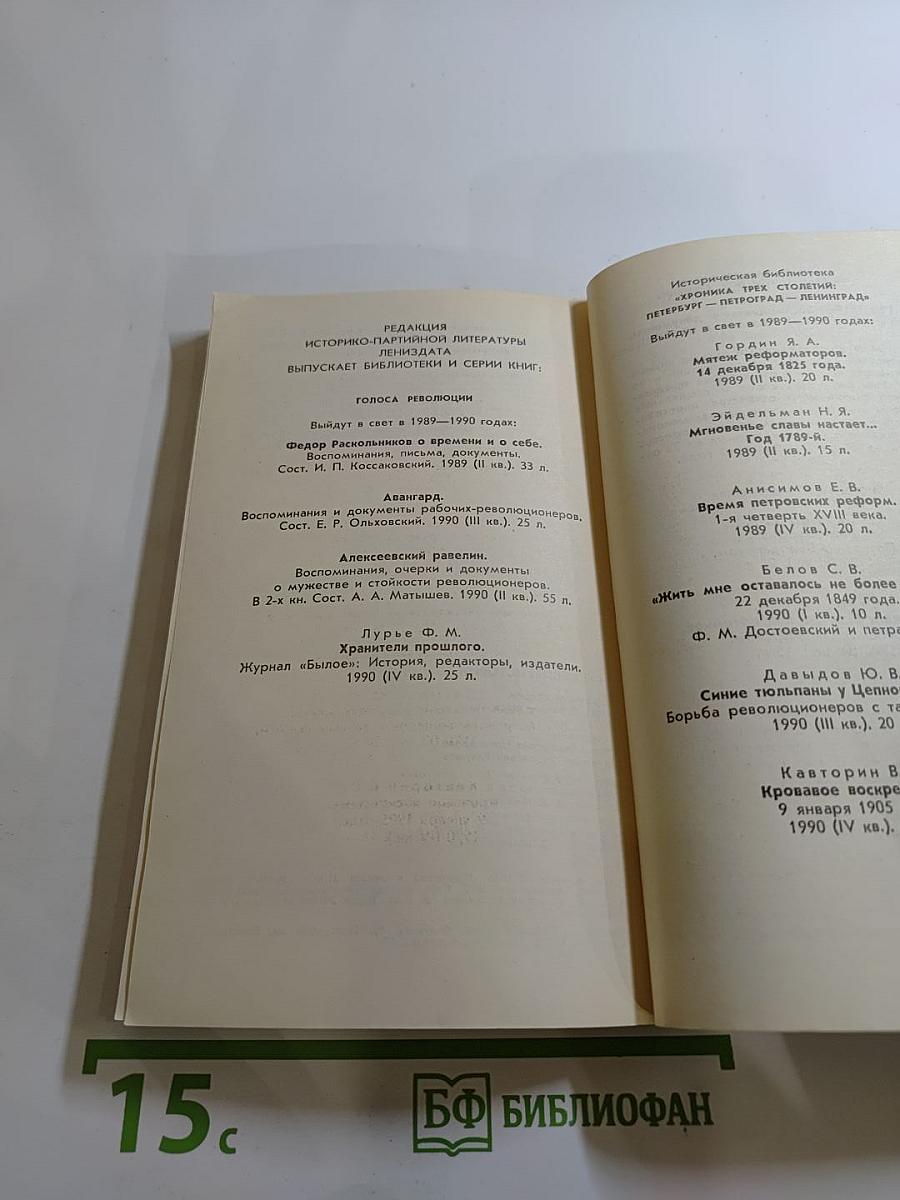 РЕДАКЦИЯ
ИСТОРИКО-ПАРТИЙНОЙ ЛИТЕРАТУРЫ
ЛЕНИЗДАТА
ВЫПУСКАЕТ БИБЛИОТЕКИ И СЕРИИ КНИГ:
ГОЛОСА РЕВОЛЮЦИИ
Выйдут в свет в 1989—1990 годах:
Федор Раскольников о времени и о себе.
Воспоминания, письма, документы.
Сост. И. П. Коссаковский. 1989 (II кв.). 33 л.
Авангард.
Воспоминания и документы рабочих-революционеров.
Сост. Е. Р. Ольховский. 1990 (III кв.). 25 л.
Алексеевский равелин.
Воспоминания, очерки и документы
о мужестве и стойкости революционеров.
В 2-х кн. Сост. А. А. Матышев. 1990 (II кв.). 55 л.
Лурье Ф. М.
Хранители прошлого.
Журнал «Былое»: История, редакторы, издатели.
1990 (IV кв.). 25 л.
Историческая библиотека
«ХРОНИКА ТРЕХ СТОЛЕТИЙ:
ПЕТЕРБУРГ — ПЕТРОГРАД — ЛЕНИНГРАД»
Выйдут в свет в 1989—1990 годах:
Гордин Я. А.
Мятеж реформаторов.
14 декабря 1825 года.
1989 (II кв.). 20 л.
Эйдельман Н. Я.
Мгновенье славы настает...
Год 1789-й.
1989 (II кв.). 15 л.
Анисимов Е. В.
Время петровских реформ.
1-я четверть XVIII века.
1989 (IV кв.). 20 л.
Белов С. В.
«Жить мне оставалось не более
22 декабря 1849 года.
1990 (I кв.). 10 л.
Ф. М. Достоевский и петра
Давыдов Ю. В.
Синие тюльпаны у Цепно
Борьба революционеров с та
1990 (III кв.). 20
Кавторин В
Кровавое воскре
9 января 1905
1990 (IV кв.).
15 с
БФ БИБЛИОФАН